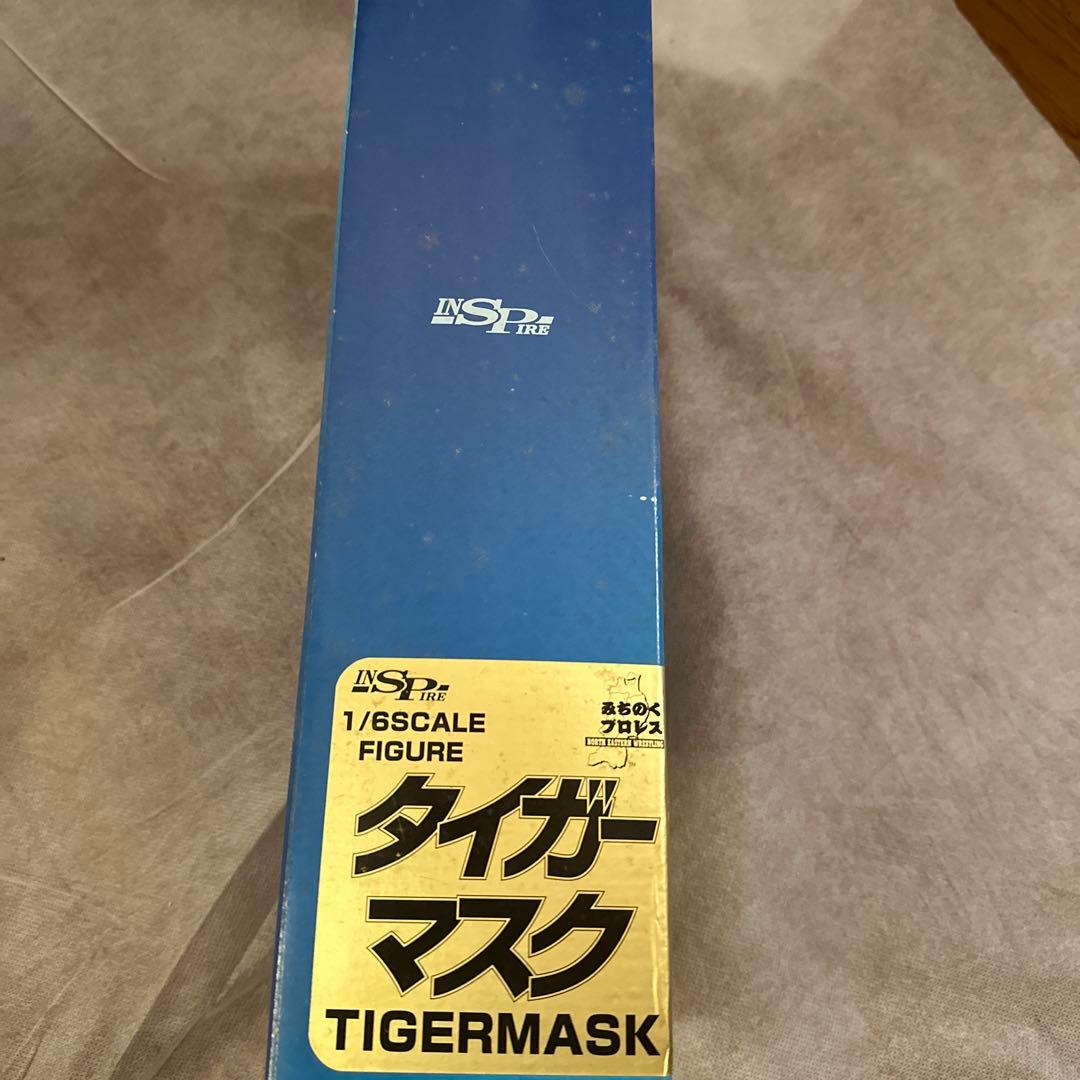 INSPIRE
INSPIRE
1/6SCALE
FIGURE
みちのく
プロレス
NORTH EASTERN WRESTLING
タイガー
マスク
TIGERMASK